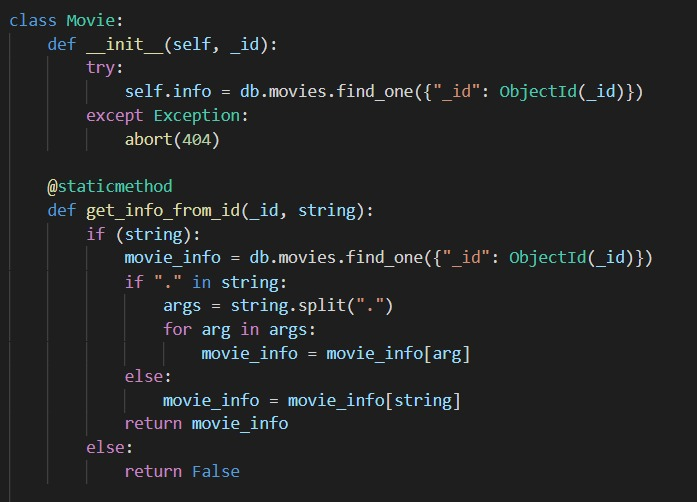 class Movie:
    def __init__(self, _id):
        try:
            self.info = db.movies.find_one({"_id": ObjectId(_id)})
        except Exception:
            abort(404)

    @staticmethod
    def get_info_from_id(_id, string):
        if (string):
            movie_info = db.movies.find_one({"_id": ObjectId(_id)})
            if "." in string:
                args = string.split(".")
                for arg in args:
                    movie_info = movie_info[arg]
            else:
                movie_info = movie_info[string]
            return movie_info
        else:
            return False